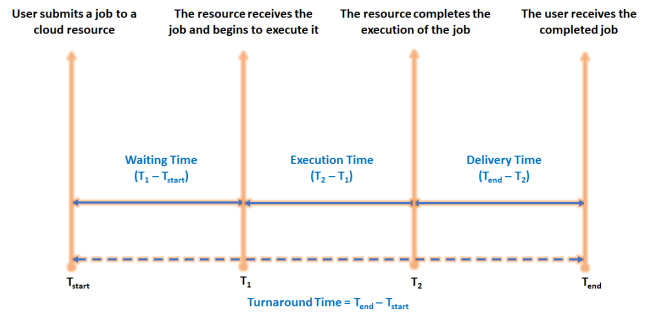 User submits a job to a
cloud resource
The resource receives the
job and begins to execute it
The resource completes the
execution of the job
The user receives the
completed job
Waiting Time
(T1 – Tstart)
Execution Time
(T2 – T1)
Delivery Time
(Tend – T2)
Tstart
T1
T2
Tend
Turnaround Time = Tend – Tstart